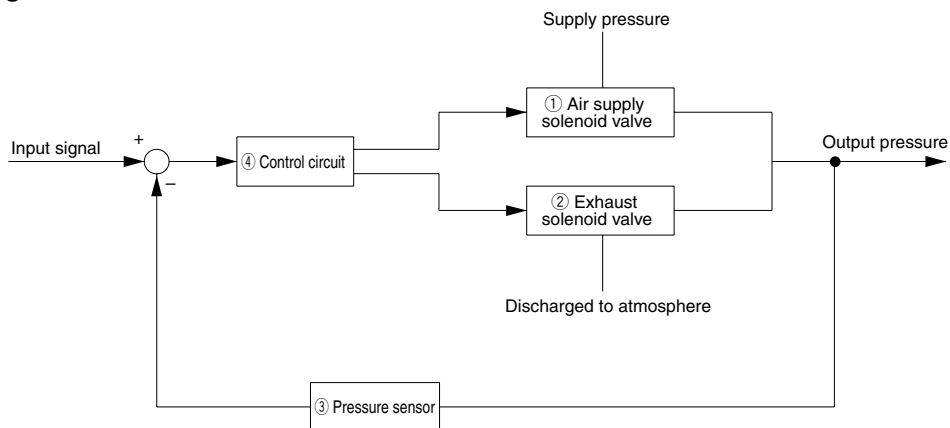 Supply pressure
① Air supply
solenoid valve
Input signal
+
−
④ Control circuit
Output pressure
② Exhaust
solenoid valve
Discharged to atmosphere
③ Pressure sensor